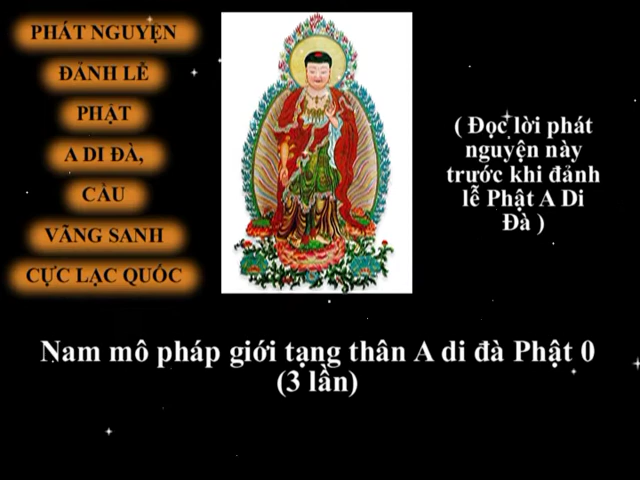 PHÁT NGUYỆN
ĐẢNH LỄ
PHẬT
A DI ĐÀ,
CẦU
VÃNG SANH
CỰC LẠC QUỐC
( Đọc lời phát
nguyện này
trước khi đảnh
lễ Phật A Di
Đà )
Nam mô pháp giới tạng thân A di đà Phật 0
(3 lần)